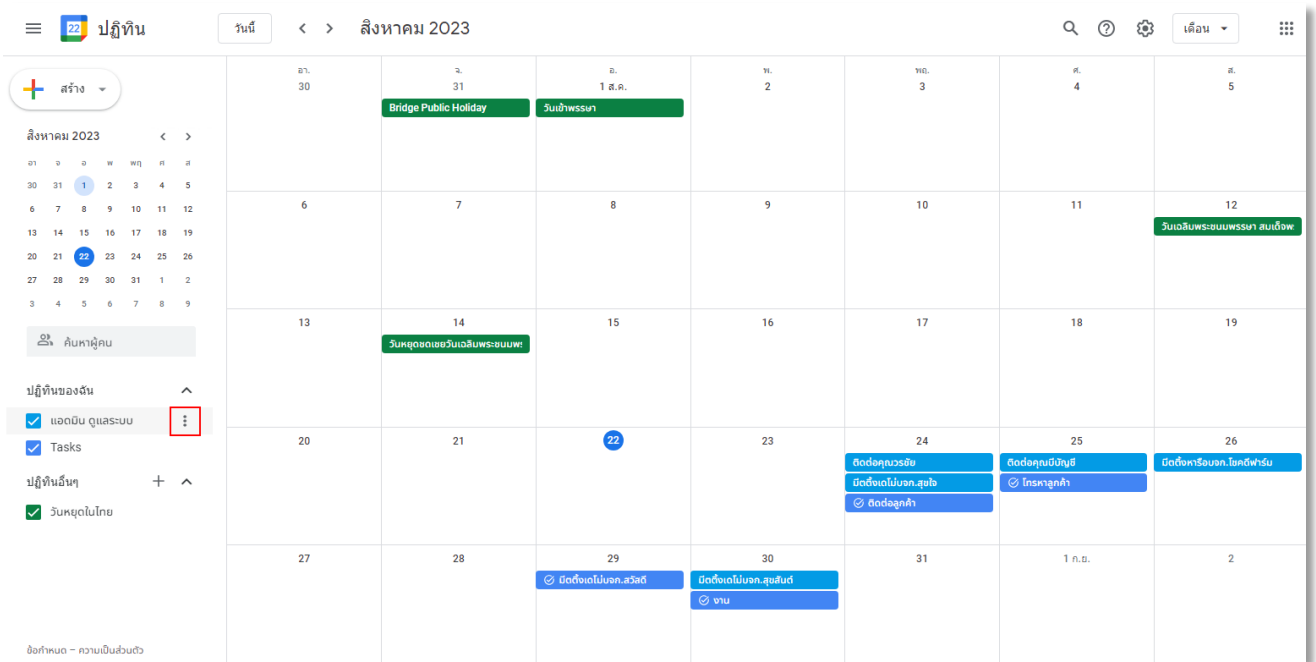 22 ปฏิทิน วันนี้ สิงหาคม 2023 เดือน
สร้าง
สิงหาคม 2023
อา จ อ พ พฤ ศ ส
30 31 1 2 3 4 5
6 7 8 9 10 11 12
13 14 15 16 17 18 19
20 21 22 23 24 25 26
27 28 29 30 31 1 2
3 4 5 6 7 8 9
ค้นหาผู้คน
ปฏิทินของฉัน
แอดมิน ดูแลระบบ
Tasks
ปฏิทินอื่นๆ
วันหยุดในไทย
ข้อกำหนด – ความเป็นส่วนตัว
อา. จ. อ. พ. พฤ. ศ. ส.
30 31 1 ส.ค. 2 3 4 5
Bridge Public Holiday วันเข้าพรรษา
6 7 8 9 10 11 12
วันเฉลิมพระชนมพรรษา สมเด็จพ
13 14 15 16 17 18 19
วันหยุดชดเชยวันเฉลิมพระชนมพร
20 21 22 23 24 25 26
ติดต่อคุณวรชัย ติดต่อคุณบีบัญชี มีตติ้งหารือบจก.โชคดีฟาร์ม
มีตติ้งเดโม่บจก.สุขใจ โทรหาลูกค้า
ติดต่อลูกค้า
27 28 29 30 31 1 ก.ย. 2
มีตติ้งเดโม่บจก.สวัสดี มีตติ้งเดโม่บจก.สุขสันต์
งาน